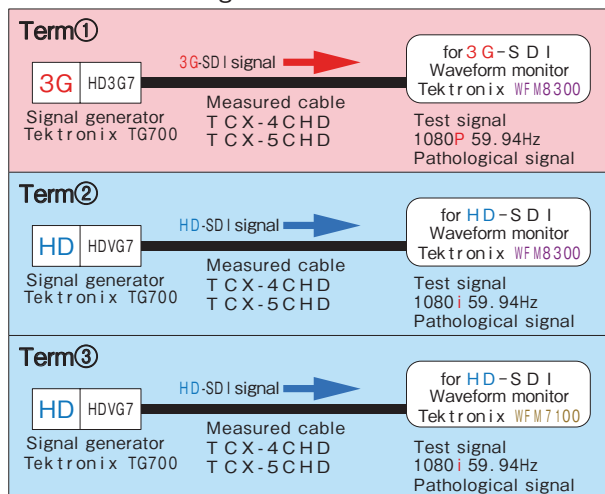 Term①
3G-SDI signal
for 3G-SDI
Waveform monitor
Tektronix WFM8300
3G HD3G7
Signal generator
Tektronix TG700
Measured cable
TCX-4CHD
TCX-5CHD
Test signal
1080P 59.94Hz
Pathological signal
Term②
HD-SDI signal
for HD-SDI
Waveform monitor
Tektronix WFM8300
HD HDVG7
Signal generator
Tektronix TG700
Measured cable
TCX-4CHD
TCX-5CHD
Test signal
1080i 59.94Hz
Pathological signal
Term③
HD-SDI signal
for HD-SDI
Waveform monitor
Tektronix WFM7100
HD HDVG7
Signal generator
Tektronix TG700
Measured cable
TCX-4CHD
TCX-5CHD
Test signal
1080i 59.94Hz
Pathological signal